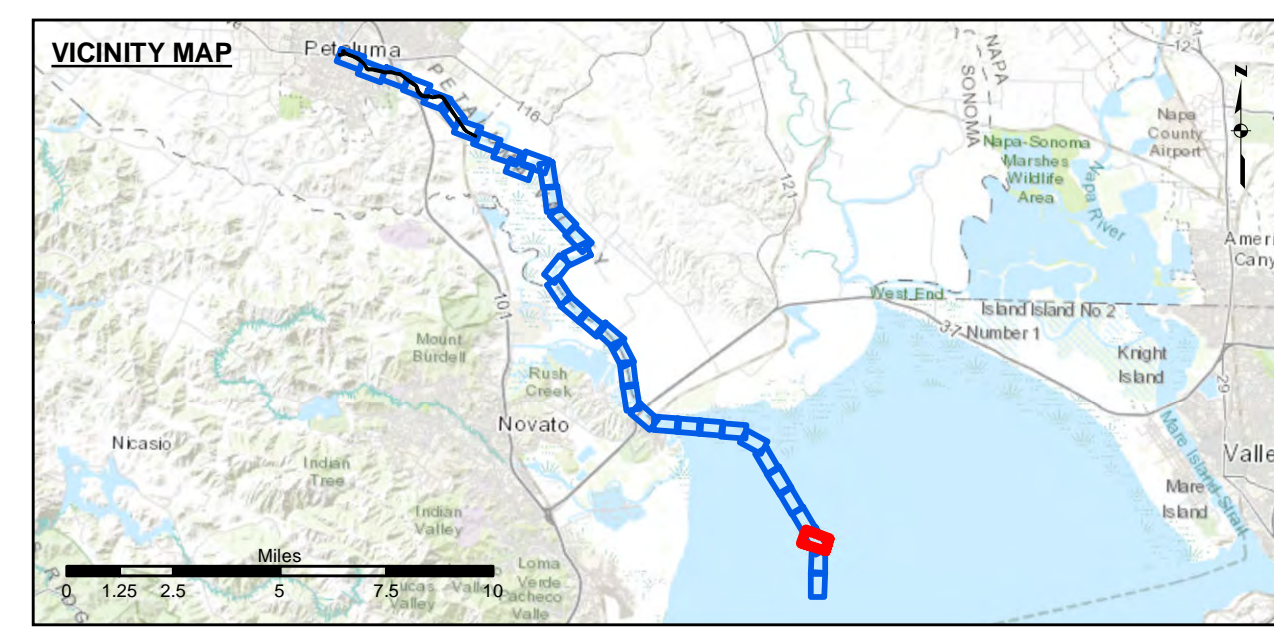 VICINITY MAP
Petaluma
12
NAPA
SONOMA
116
Napa
County
Airport
Napa-Sonoma
Marshes
Wildlife
Area
Napa River
121
West End
Island Island No 2
Number 1
37
Knight
Island
101
Mount
Burdell
Rush
Creek
Novato
29
Nicasio
Indian
Tree
Indian
Valley
Mare Island Strait
Mare
Island
Loma
Verde
Pacheco
Valle
Valley
Miles
0 1.25 2.5 5 7.5 10